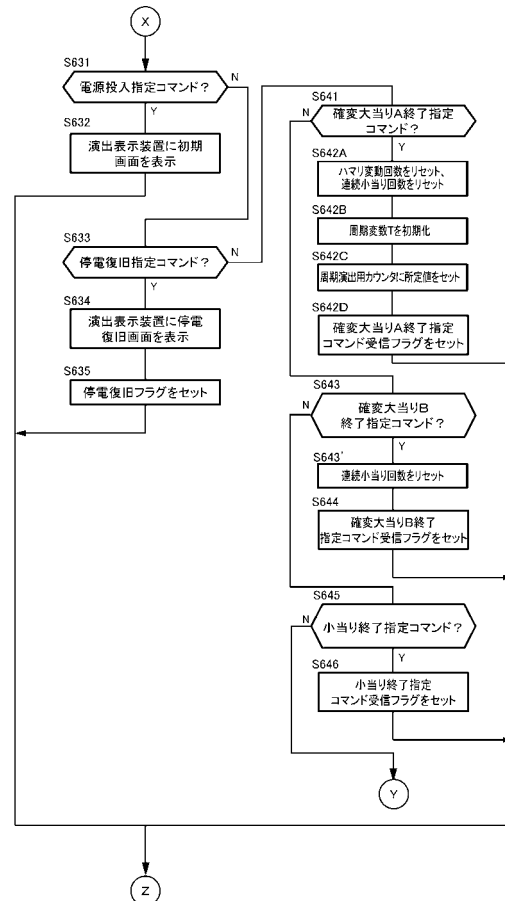 X
S631
電源投入指定コマンド？
N
Y
S632
演出表示装置に初期
画面を表示
S633
停電復旧指定コマンド？
N
Y
S634
演出表示装置に停電
復旧画面を表示
S635
停電復旧フラグをセット
S641
N
確変大当りA終了指定
コマンド？
Y
S642A
ハマリ変動回数をリセット、
連続小当り回数をリセット
S642B
周期変数Tを初期化
S642C
周期演出用カウンタに所定値をセット
S642D
確変大当りA終了指定
コマンド受信フラグをセット
S643
N
確変大当りB
終了指定コマンド？
Y
S643'
連続小当り回数をリセット
S644
確変大当りB終了
指定コマンド受信フラグをセット
S645
N
小当り終了指定コマンド？
Y
S646
小当り終了指定
コマンド受信フラグをセット
Y
Z